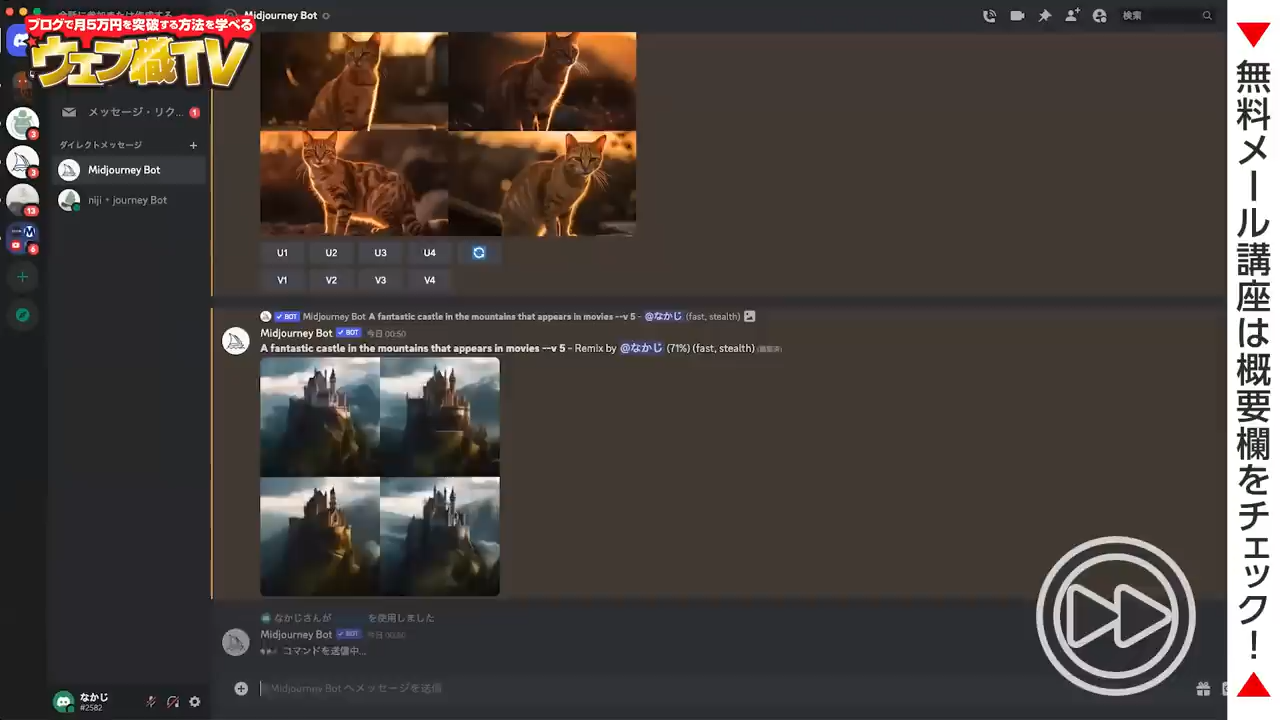 Midjourney Bot
検索
ブログで月5万円を突破する方法を学べる
ウェブ職TV
メッセージ・リク... 1
ダイレクトメッセージ +
Midjourney Bot
niji・journey Bot
3
3
13
6
U1 U2 U3 U4
V1 V2 V3 V4
BOT Midjourney Bot A fantastic castle in the mountains that appears in movies --v 5 - @なかじ (fast, stealth)
Midjourney Bot BOT 今日 00:50
A fantastic castle in the mountains that appears in movies --v 5 - Remix by @なかじ (71%) (fast, stealth)
なかじさんが を使用しました
Midjourney Bot BOT 今日
コマンドを送信中...
Midjourney Bot へメッセージを送信
なかじ
#2582
無料メール講座は概要欄をチェック!